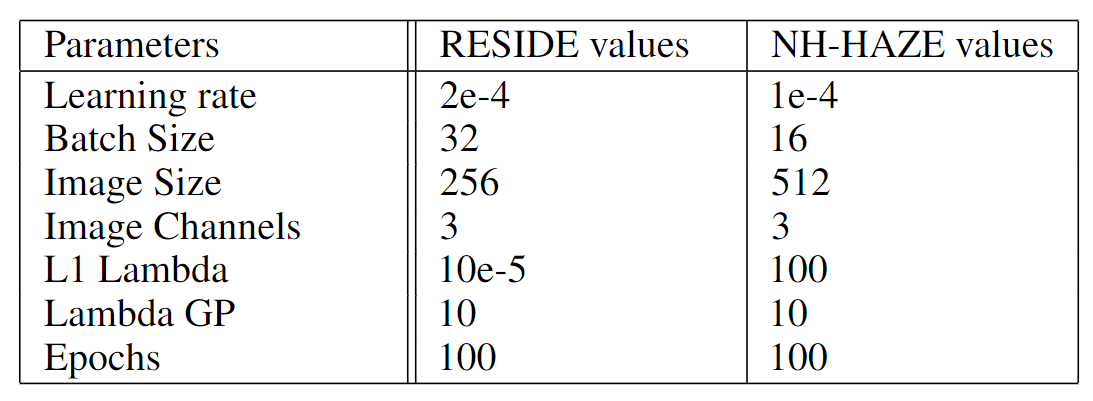 Parameters RESIDE values NH-HAZE values
Learning rate 2e-4 1e-4
Batch Size 32 16
Image Size 256 512
Image Channels 3 3
L1 Lambda 10e-5 100
Lambda GP 10 10
Epochs 100 100